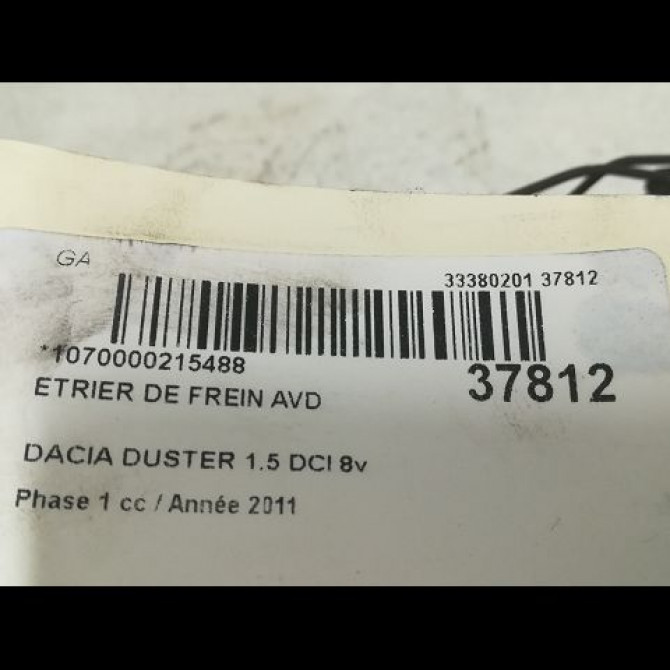 GA
33380201 37812
*1070000215488
37812
ETRIER DE FREIN AVD
DACIA DUSTER 1.5 DCI 8v
Phase 1 cc / Année 2011